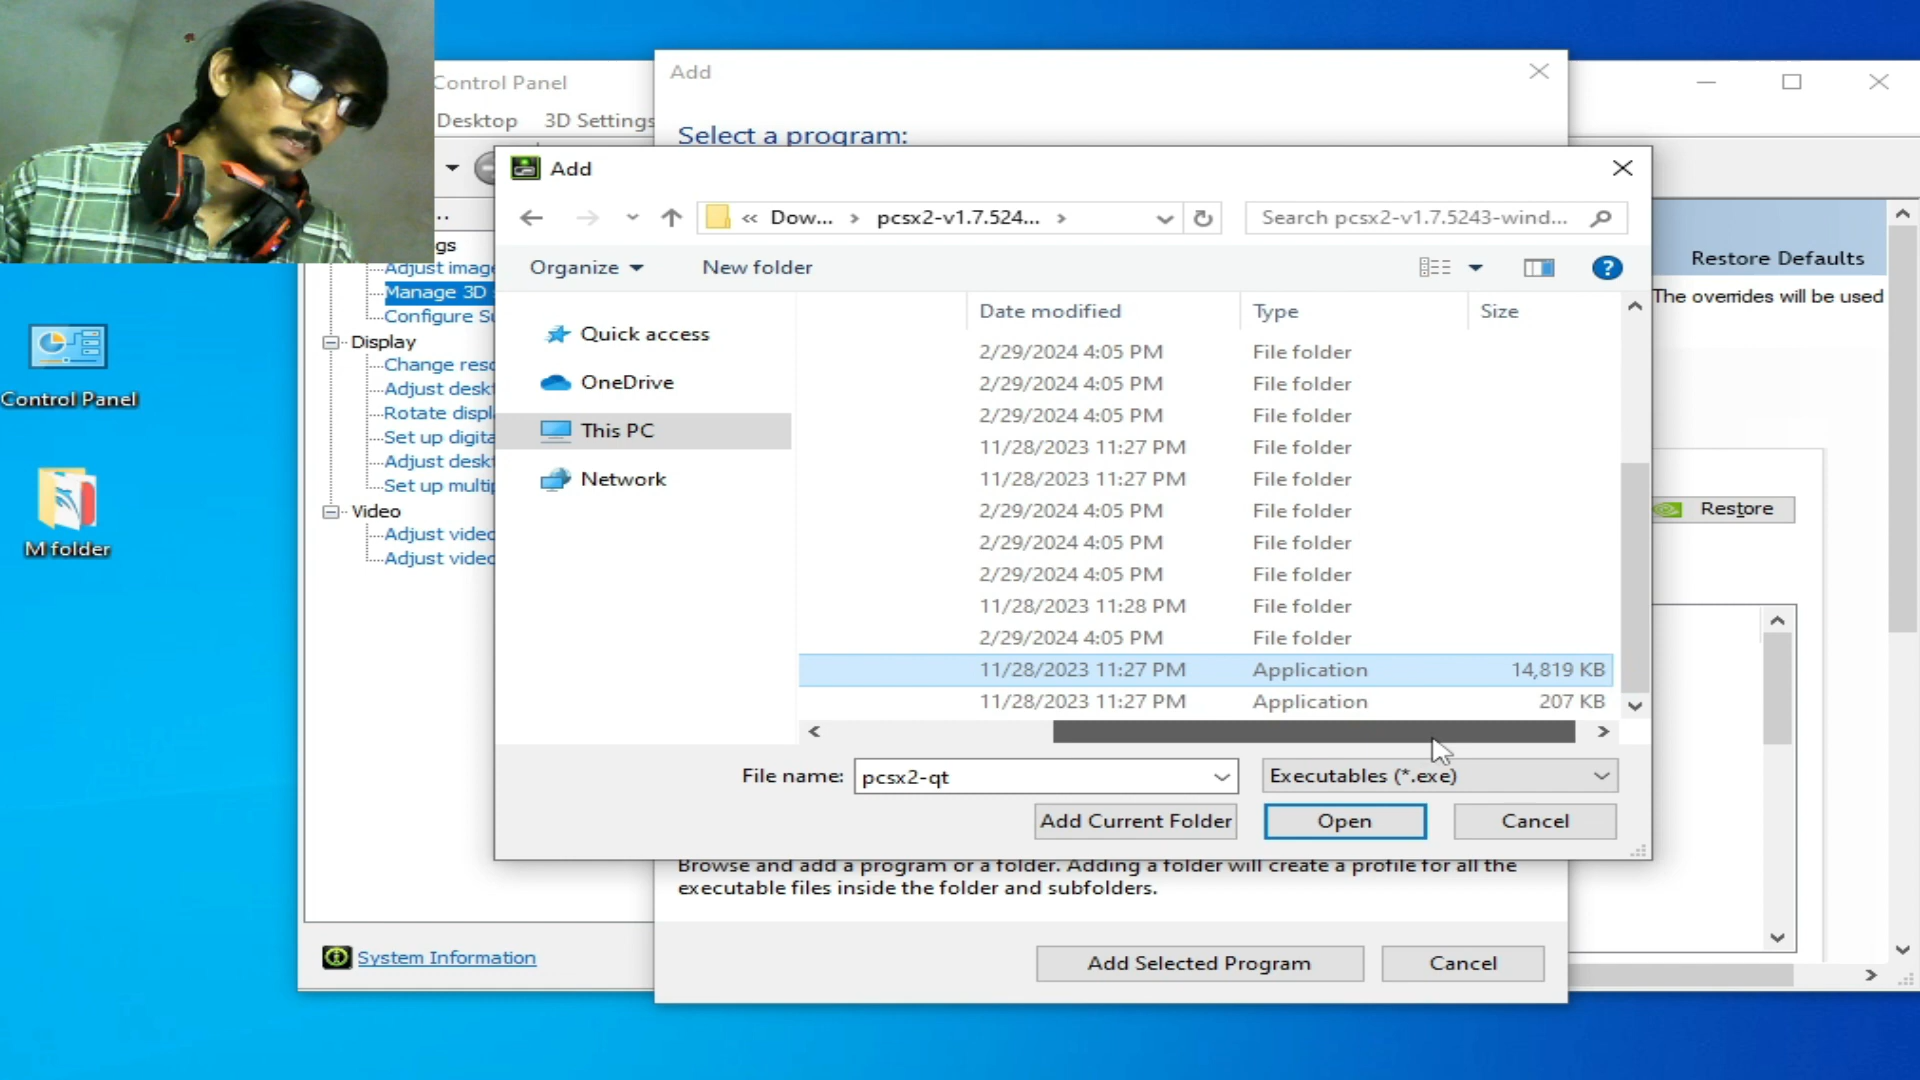 Control Panel
Desktop
3D Settings
Add
Select a program:
Add
Dow...
pcsx2-v1.7.524...
Search pcsx2-v1.7.5243-wind...
Organize
New folder
Restore Defaults
The overrides will be used
gs
Adjust image
Manage 3D s
Configure Su
Display
Change reso
Adjust deskt
Rotate displ
Set up digita
Adjust deskt
Set up multip
Video
Adjust video
Adjust video
Quick access
OneDrive
This PC
Network
Date modified
Type
Size
2/29/2024 4:05 PM File folder
2/29/2024 4:05 PM File folder
2/29/2024 4:05 PM File folder
11/28/2023 11:27 PM File folder
11/28/2023 11:27 PM File folder
2/29/2024 4:05 PM File folder
2/29/2024 4:05 PM File folder
2/29/2024 4:05 PM File folder
11/28/2023 11:28 PM File folder
2/29/2024 4:05 PM File folder
11/28/2023 11:27 PM Application 14,819 KB
11/28/2023 11:27 PM Application 207 KB
Restore
Control Panel
M folder
File name: pcsx2-qt
Executables (*.exe)
Add Current Folder
Open
Cancel
Browse and add a program or a folder. Adding a folder will create a profile for all the
executable files inside the folder and subfolders.
System Information
Add Selected Program
Cancel